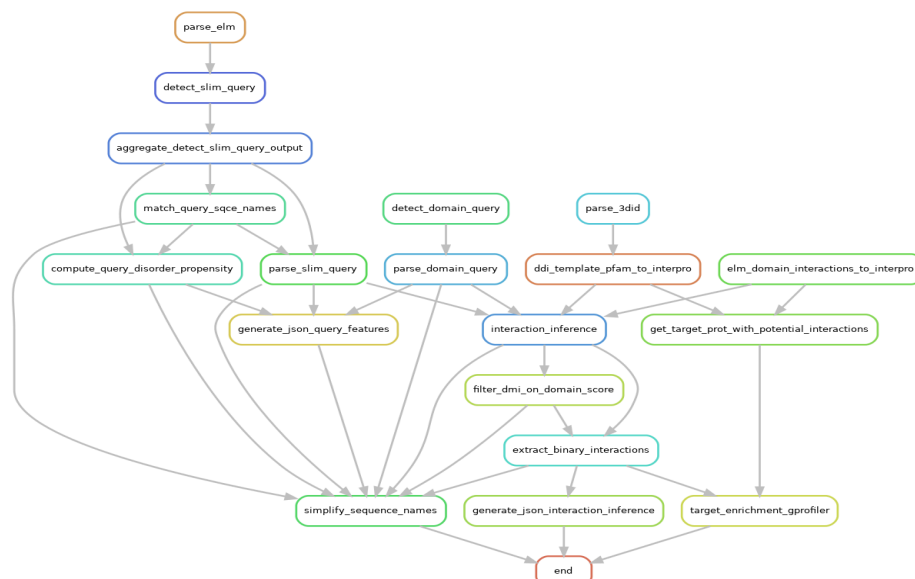 parse_elm
detect_slim_query
aggregate_detect_slim_query_output
match_query_sqce_names
detect_domain_query
parse_3did
compute_query_disorder_propensity
parse_slim_query
parse_domain_query
ddi_template_pfam_to_interpro
elm_domain_interactions_to_interpro
generate_json_query_features
interaction_inference
get_target_prot_with_potential_interactions
filter_dmi_on_domain_score
extract_binary_interactions
simplify_sequence_names
generate_json_interaction_inference
target_enrichment_gprofiler
end